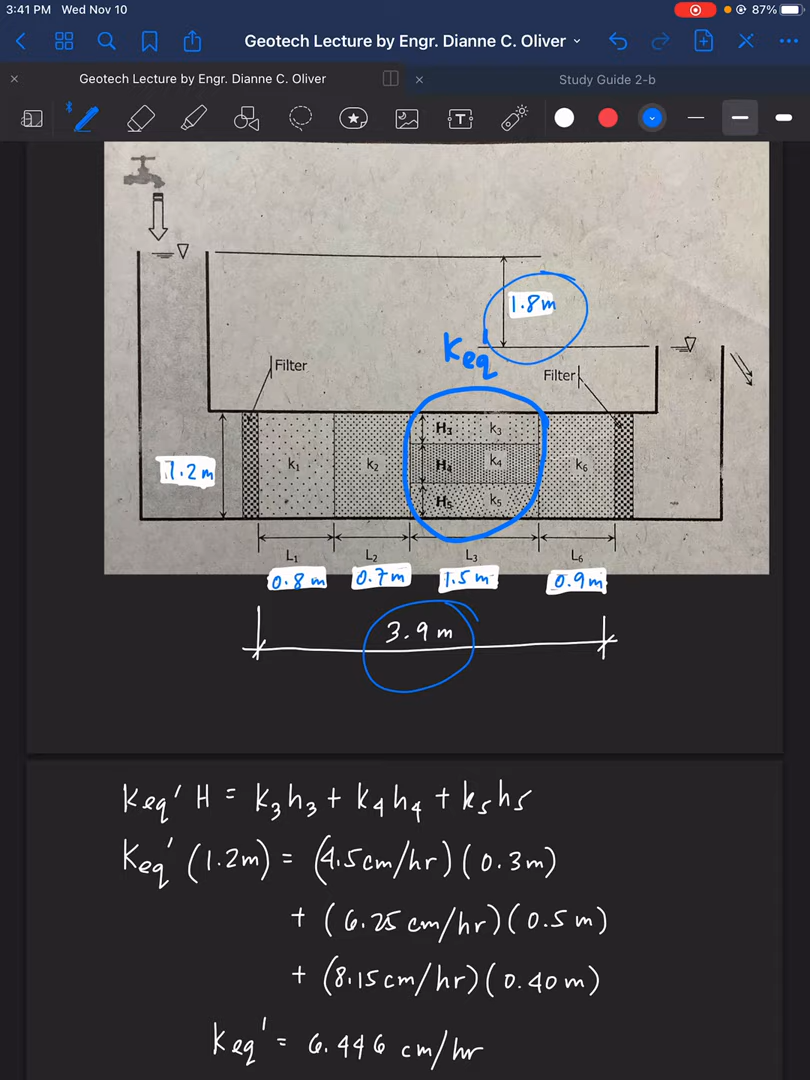 3:41 PM Wed Nov 10
87%
Geotech Lecture by Engr. Dianne C. Oliver
Geotech Lecture by Engr. Dianne C. Oliver
Study Guide 2-b
1.8m
Keq'
Filter
Filter
H₃ k₃
k₁ k₂ H₄ k₄ k₆
1.2m
H₅ k₅
L₁ L₂ L₃ L₆
0.8m 0.7m 1.5m 0.9m
3.9m
Keq' H = k₃h₃ + k₄h₄ + k₅h₅
Keq' (1.2m) = (4.5cm/hr)(0.3m)
+ (6.25 cm/hr)(0.5m)
+ (8.15cm/hr)(0.40m)
Keq' = 6.446 cm/hr